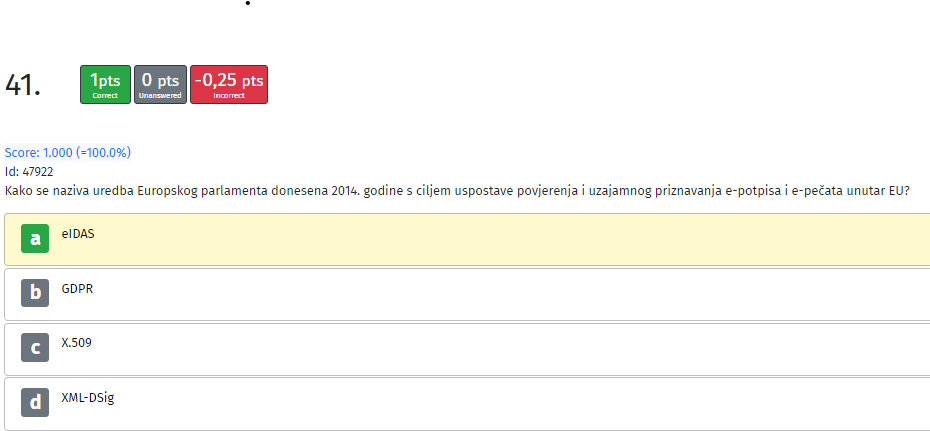 41.
1pts
Correct
0 pts
Unanswered
-0,25 pts
Incorrect
Score: 1.000 (=100.0%)
Id: 47922
Kako se naziva uredba Europskog parlamenta donesena 2014. godine s ciljem uspostave povjerenja i uzajamnog priznavanja e-potpisa i e-pečata unutar EU?
a eIDAS
b GDPR
c X.509
d XML-DSig